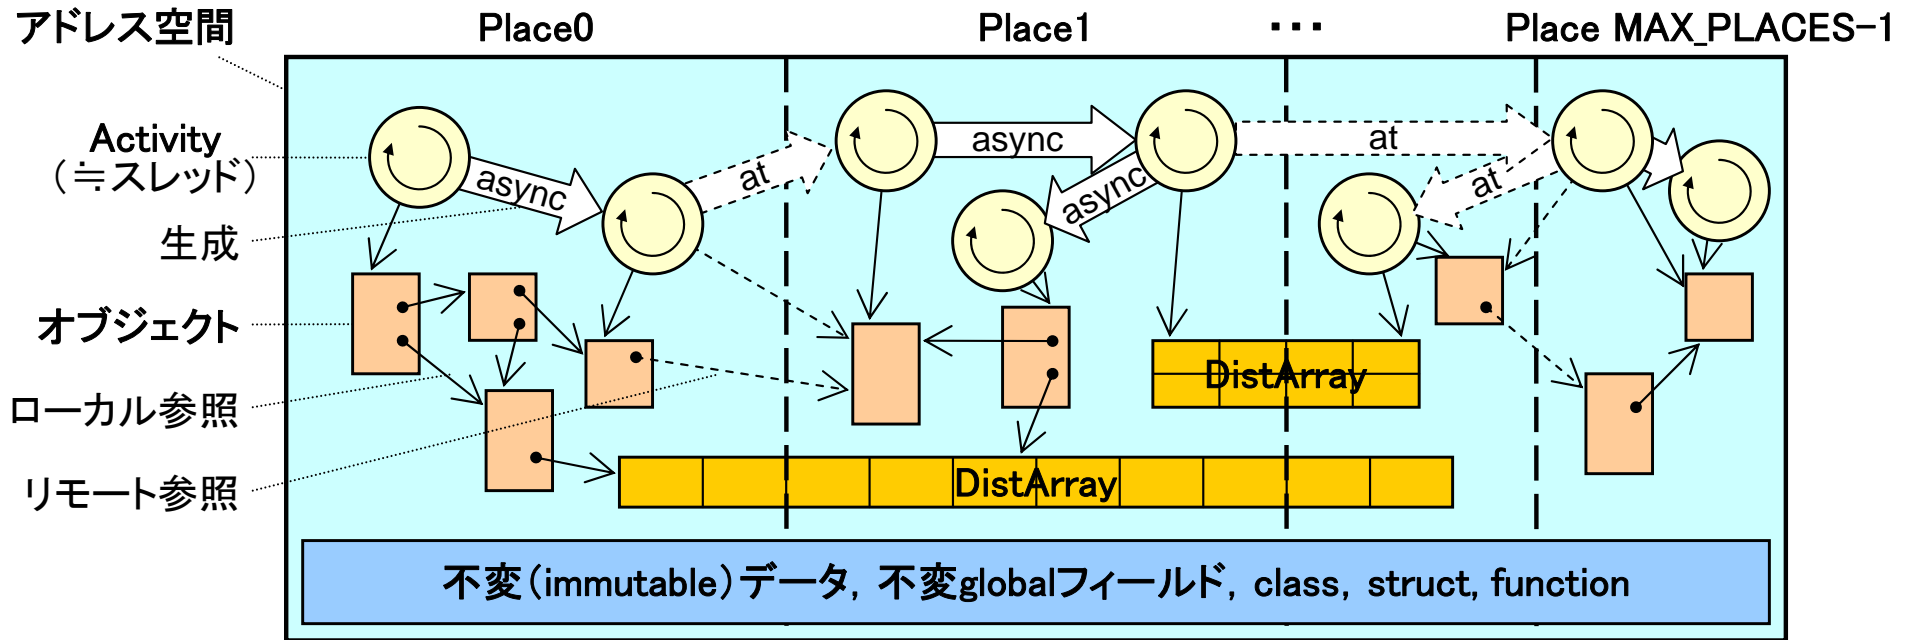 アドレス空間
Place0
Place1
…
Place MAX_PLACES-1
Activity
(≒スレッド)
生成
オブジェクト
ローカル参照
リモート参照
async
at
async
async
at
at
DistArray
DistArray
不変(immutable)データ, 不変globalフィールド, class, struct, function